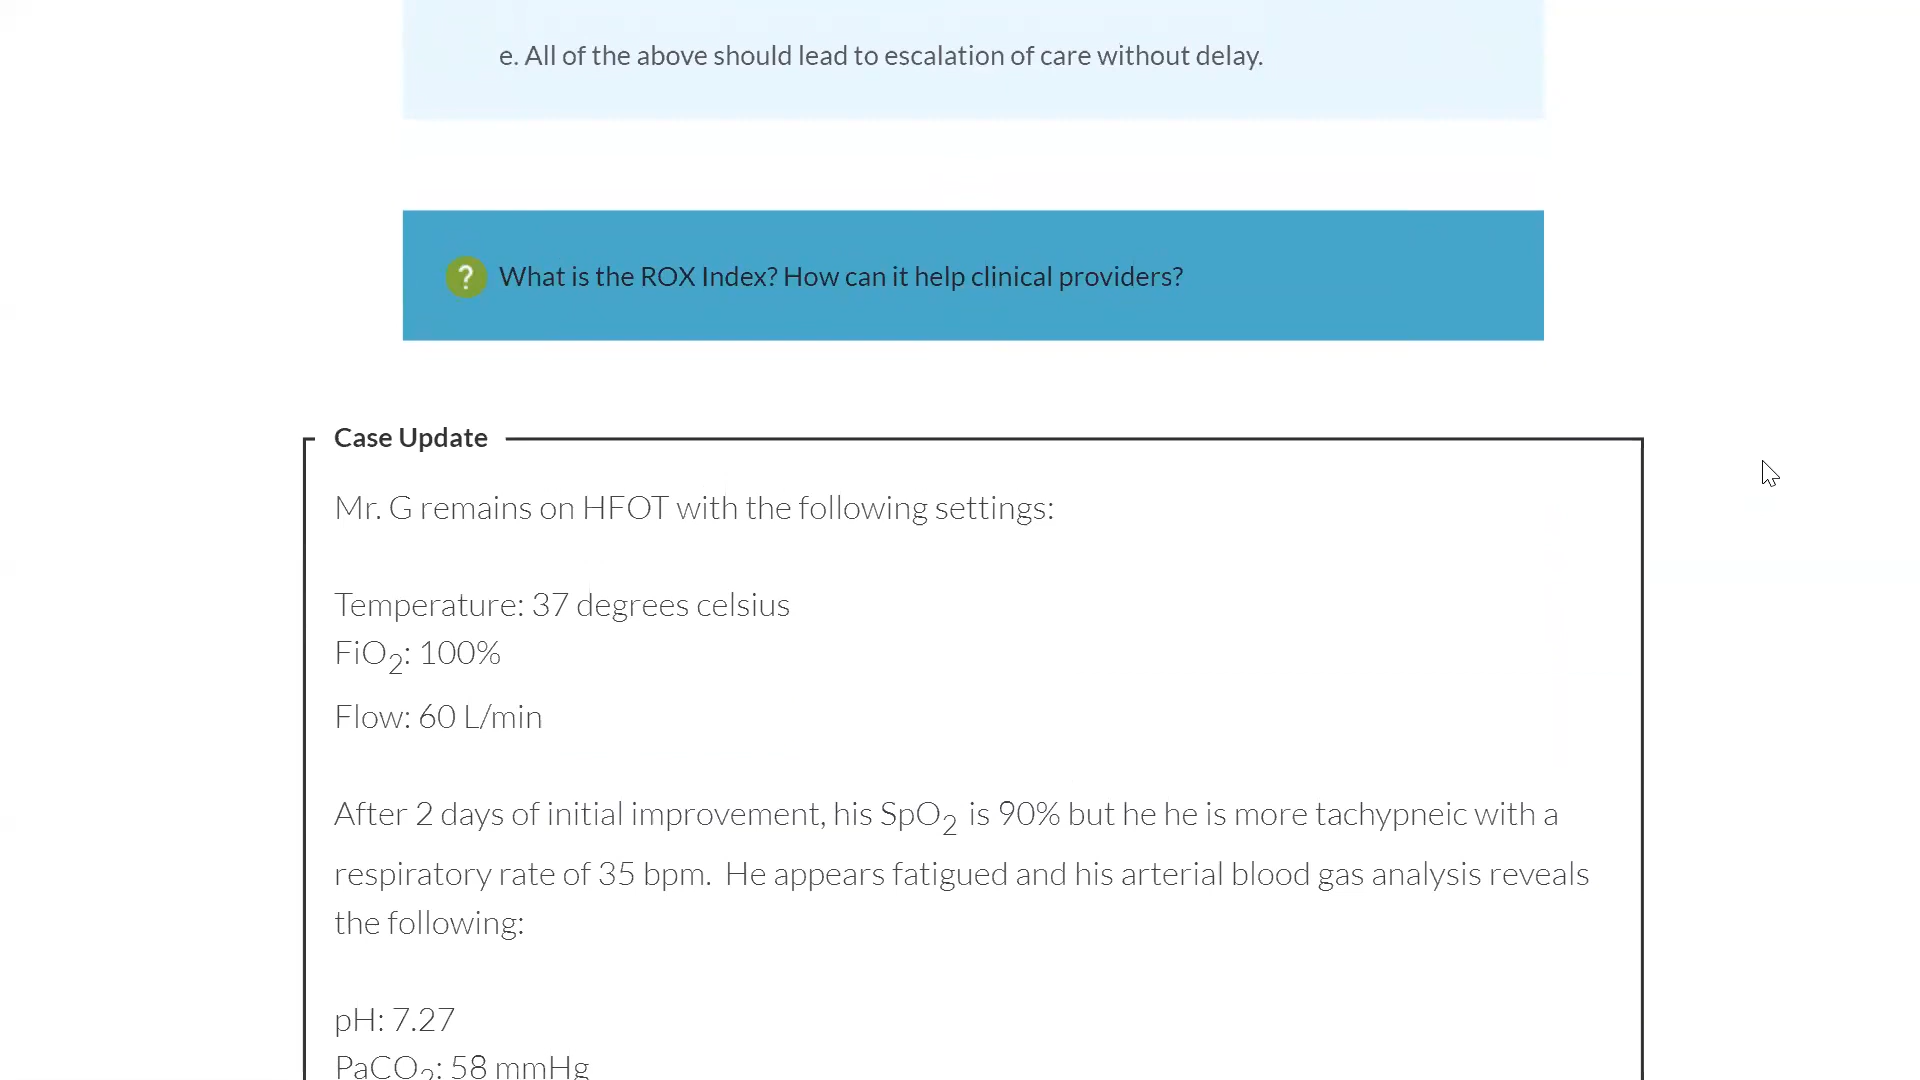 e. All of the above should lead to escalation of care without delay.
? What is the ROX Index? How can it help clinical providers?
Case Update
Mr. G remains on HFOT with the following settings:
Temperature: 37 degrees celsius
FiO₂: 100%
Flow: 60 L/min
After 2 days of initial improvement, his SpO₂ is 90% but he he is more tachypneic with a
respiratory rate of 35 bpm. He appears fatigued and his arterial blood gas analysis reveals
the following:
pH: 7.27
PaCO₂: 58 mmHg